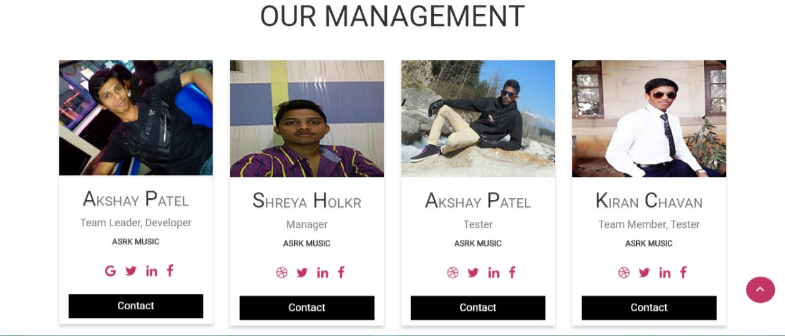 OUR MANAGEMENT
AKSHAY PATEL
Team Leader, Developer
ASRK MUSIC
Contact
SHREYA HOLKR
Manager
ASRK MUSIC
Contact
AKSHAY PATEL
Tester
ASRK MUSIC
Contact
KIRAN CHAVAN
Team Member, Tester
ASRK MUSIC
Contact